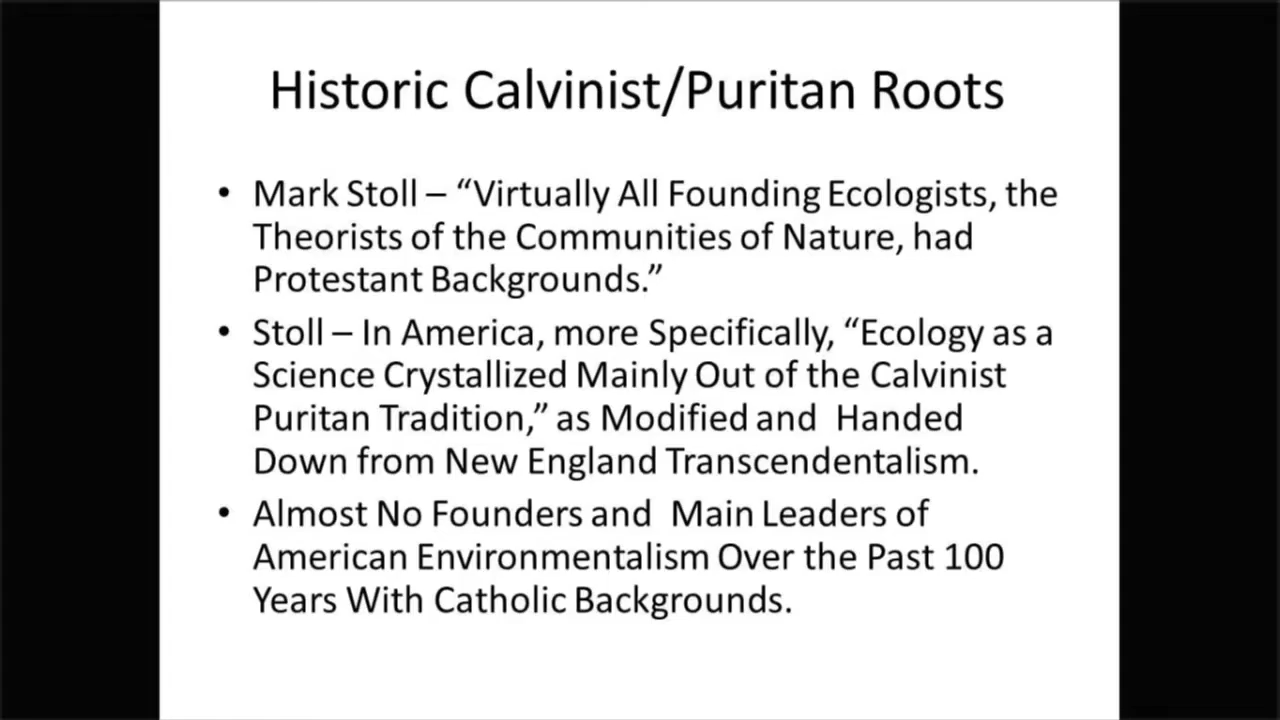 Historic Calvinist/Puritan Roots
• Mark Stoll – “Virtually All Founding Ecologists, the
Theorists of the Communities of Nature, had
Protestant Backgrounds.”
• Stoll – In America, more Specifically, “Ecology as a
Science Crystallized Mainly Out of the Calvinist
Puritan Tradition,” as Modified and Handed
Down from New England Transcendentalism.
• Almost No Founders and Main Leaders of
American Environmentalism Over the Past 100
Years With Catholic Backgrounds.